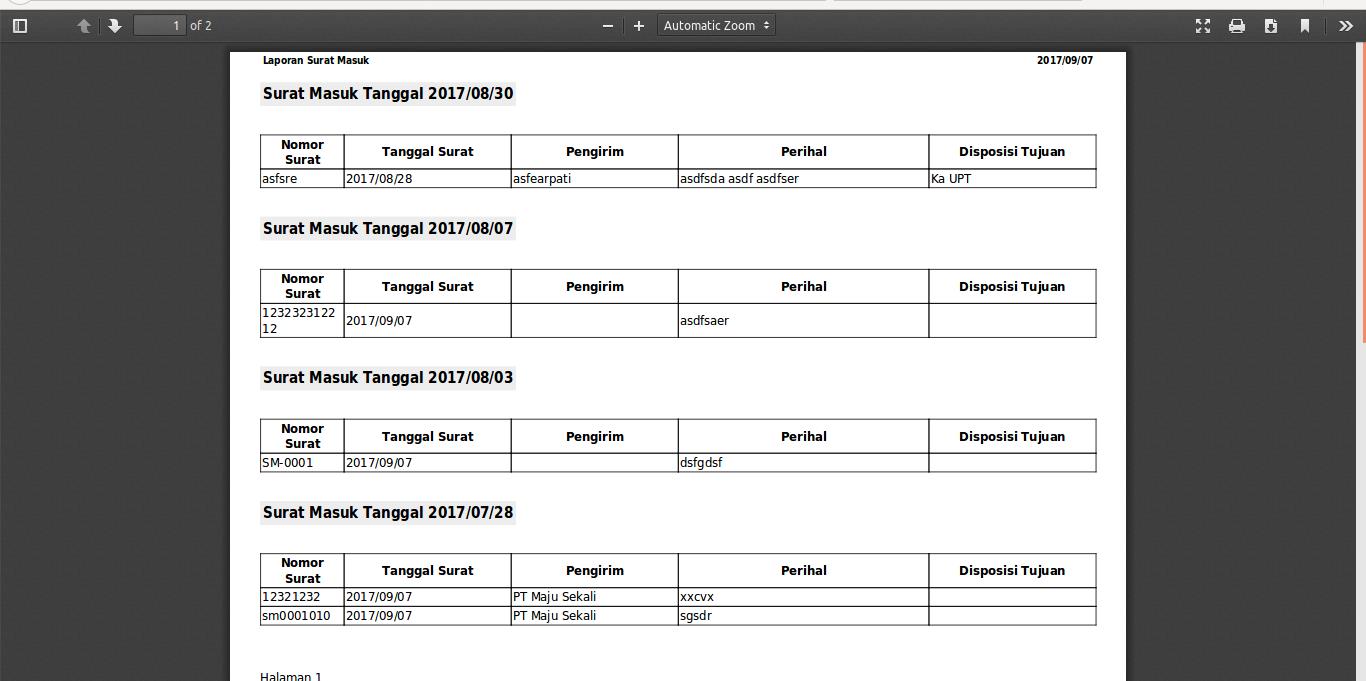 1 of 2 Automatic Zoom
Laporan Surat Masuk 2017/09/07
Surat Masuk Tanggal 2017/08/30
Nomor Surat Tanggal Surat Pengirim Perihal Disposisi Tujuan
asfsre 2017/08/28 asfearpati asdfsda asdf asdfser Ka UPT
Surat Masuk Tanggal 2017/08/07
Nomor Surat Tanggal Surat Pengirim Perihal Disposisi Tujuan
1232323122
12 2017/09/07 asdfsaer
Surat Masuk Tanggal 2017/08/03
Nomor Surat Tanggal Surat Pengirim Perihal Disposisi Tujuan
SM-0001 2017/09/07 dsfgdsf
Surat Masuk Tanggal 2017/07/28
Nomor Surat Tanggal Surat Pengirim Perihal Disposisi Tujuan
12321232 2017/09/07 PT Maju Sekali xxcvx
sm0001010 2017/09/07 PT Maju Sekali sgsdr
Halaman 1